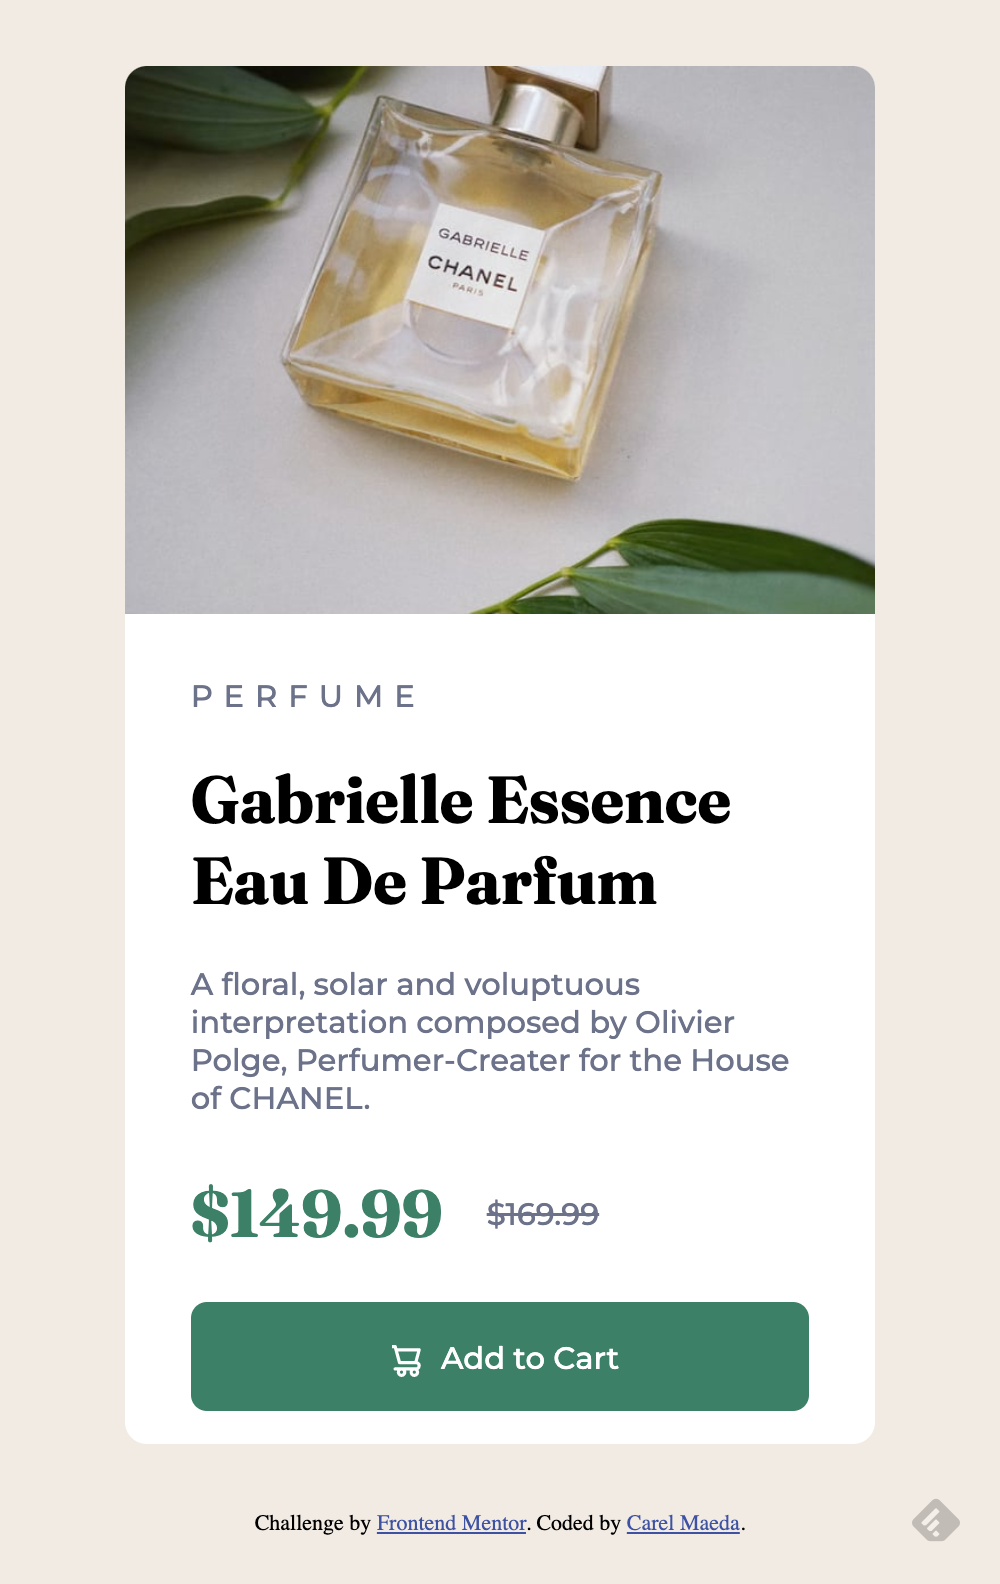 GABRIELLE
CHANEL
PARIS
PERFUME
Gabrielle Essence
Eau De Parfum
A floral, solar and voluptuous
interpretation composed by Olivier
Polge, Perfumer-Creater for the House
of CHANEL.
$149.99 $169.99
Add to Cart
Challenge by Frontend Mentor. Coded by Carel Maeda.